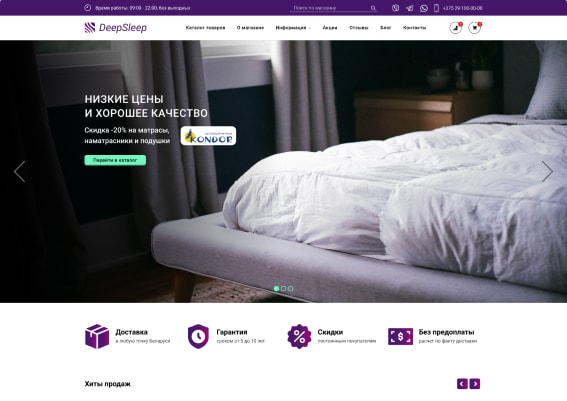 Время работы: 09:00 - 22:00, без выходных
Поиск по магазину
+375 29 100-00-00
DeepSleep
Каталог товаров
О магазине
Информация
Акции
Отзывы
Блог
Контакты
НИЗКИЕ ЦЕНЫ
И ХОРОШЕЕ КАЧЕСТВО
Скидка -20% на матрасы,
наматрасники и подушки
KONDOR
Перейти в каталог
Доставка
в любую точку Беларуси
Гарантия
сроком от 5 до 10 лет
Скидки
постоянным покупателям
Без предоплаты
расчет по факту доставки
Хиты продаж